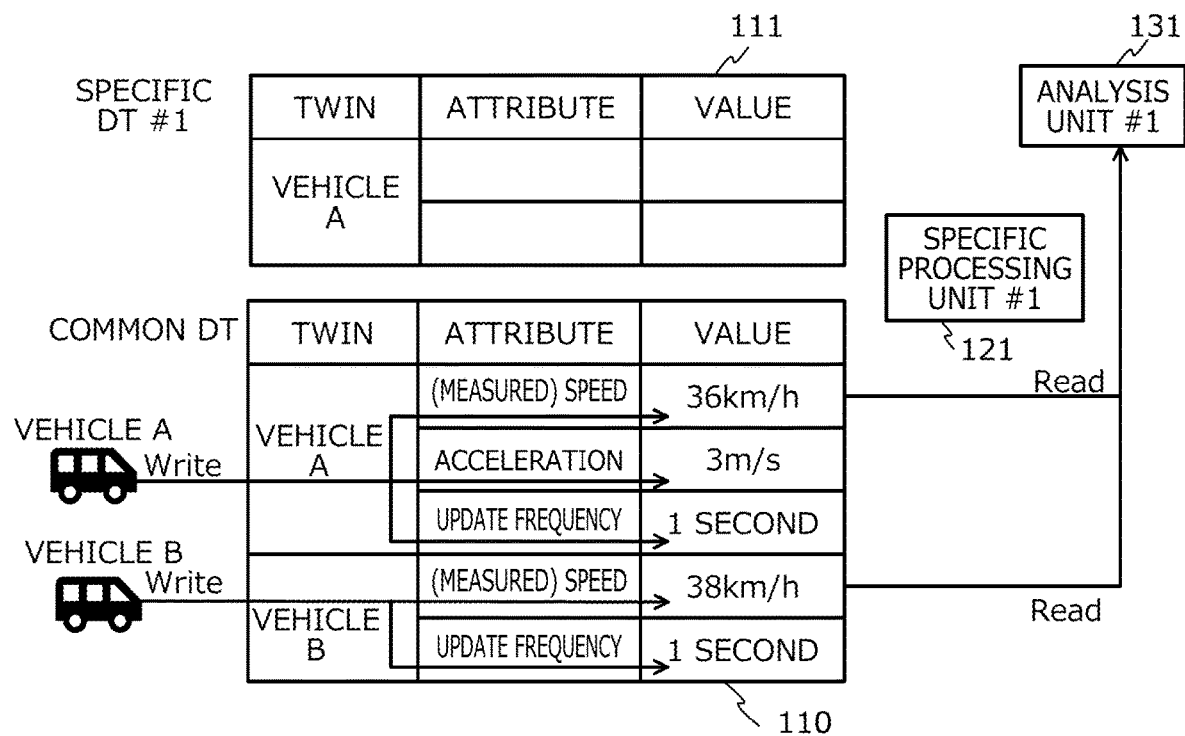 111
131
SPECIFIC
DT #1
TWIN
ATTRIBUTE
VALUE
ANALYSIS
UNIT #1
VEHICLE
A
SPECIFIC
PROCESSING
UNIT #1
121
COMMON DT
TWIN
ATTRIBUTE
VALUE
Read
VEHICLE A
Write
VEHICLE
A
(MEASURED) SPEED
36km/h
ACCELERATION
3m/s
UPDATE FREQUENCY
1 SECOND
VEHICLE B
Write
VEHICLE
B
(MEASURED) SPEED
38km/h
Read
UPDATE FREQUENCY
1 SECOND
110